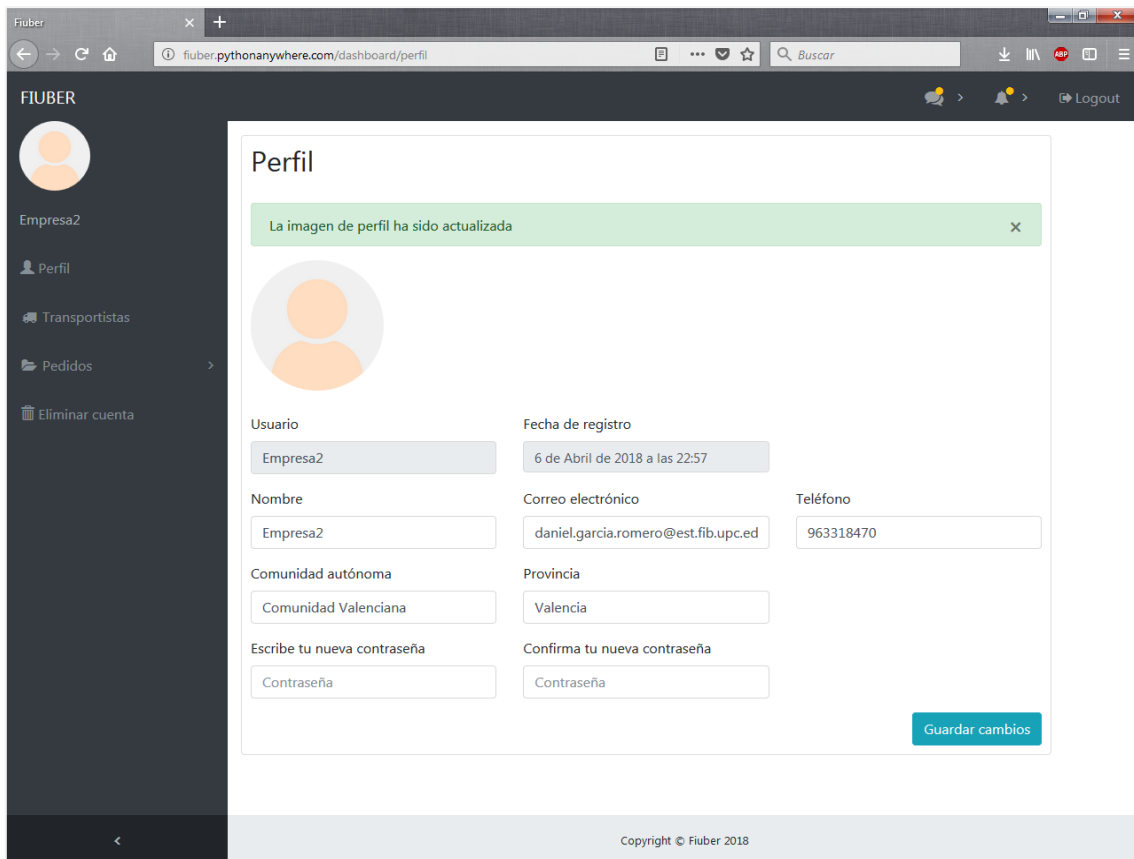 Fiuber
fiuber.pythonanywhere.com/dashboard/perfil
Buscar
ABP
FIUBER
Logout
Empresa2
Perfil
Transportistas
Pedidos
Eliminar cuenta
Perfil
La imagen de perfil ha sido actualizada
Usuario
Fecha de registro
Empresa2
6 de Abril de 2018 a las 22:57
Nombre
Correo electrónico
Teléfono
Empresa2
daniel.garcia.romero@est.fib.upc.ed
963318470
Comunidad autónoma
Provincia
Comunidad Valenciana
Valencia
Escribe tu nueva contraseña
Confirma tu nueva contraseña
Contraseña
Contraseña
Guardar cambios
Copyright © Fiuber 2018